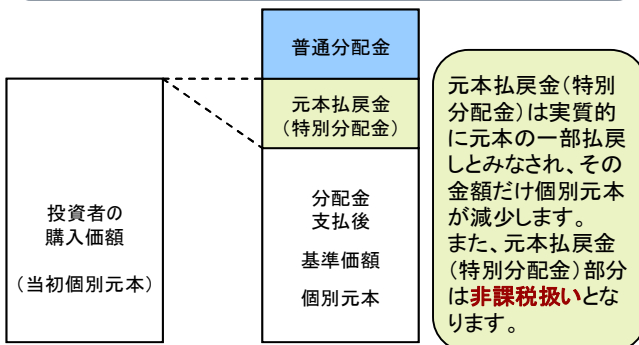 普通分配金
元本払戻金
(特別分配金)
投資者の
購入価額
(当初個別元本)
分配金
支払後
基準価額
個別元本
元本払戻金(特別
分配金)は実質的
に元本の一部払戻
しとみなされ、その
金額だけ個別元本
が減少します。
また、元本払戻金
(特別分配金)部分
は非課税扱いとな
ります。